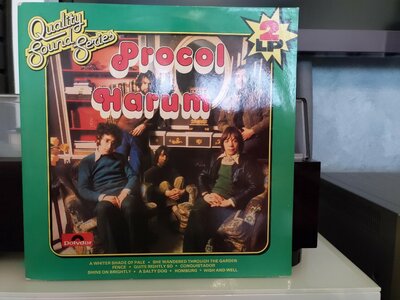 Quality
Sound Series
2
LP
Procol
Harum
Polydor
A WHITER SHADE OF PALE • SHE WANDERED THROUGH THE GARDEN
FENCE • QUITE RIGHTLY SO • CONQUISTADOR
SHINE ON BRIGHTLY • A SALTY DOG • HOMBURG • WISH AND WELL